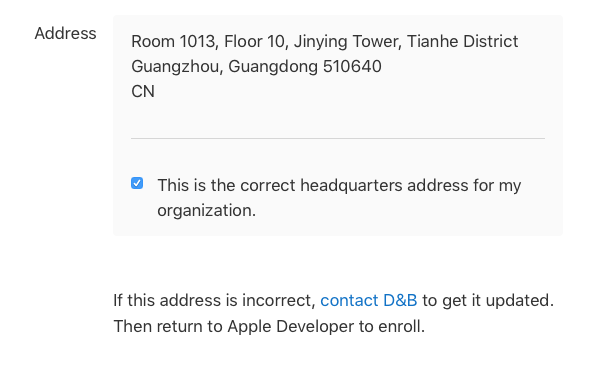 Address
Room 1013, Floor 10, Jinying Tower, Tianhe District
Guangzhou, Guangdong 510640
CN
This is the correct headquarters address for my
organization.
If this address is incorrect, contact D&B to get it updated.
Then return to Apple Developer to enroll.